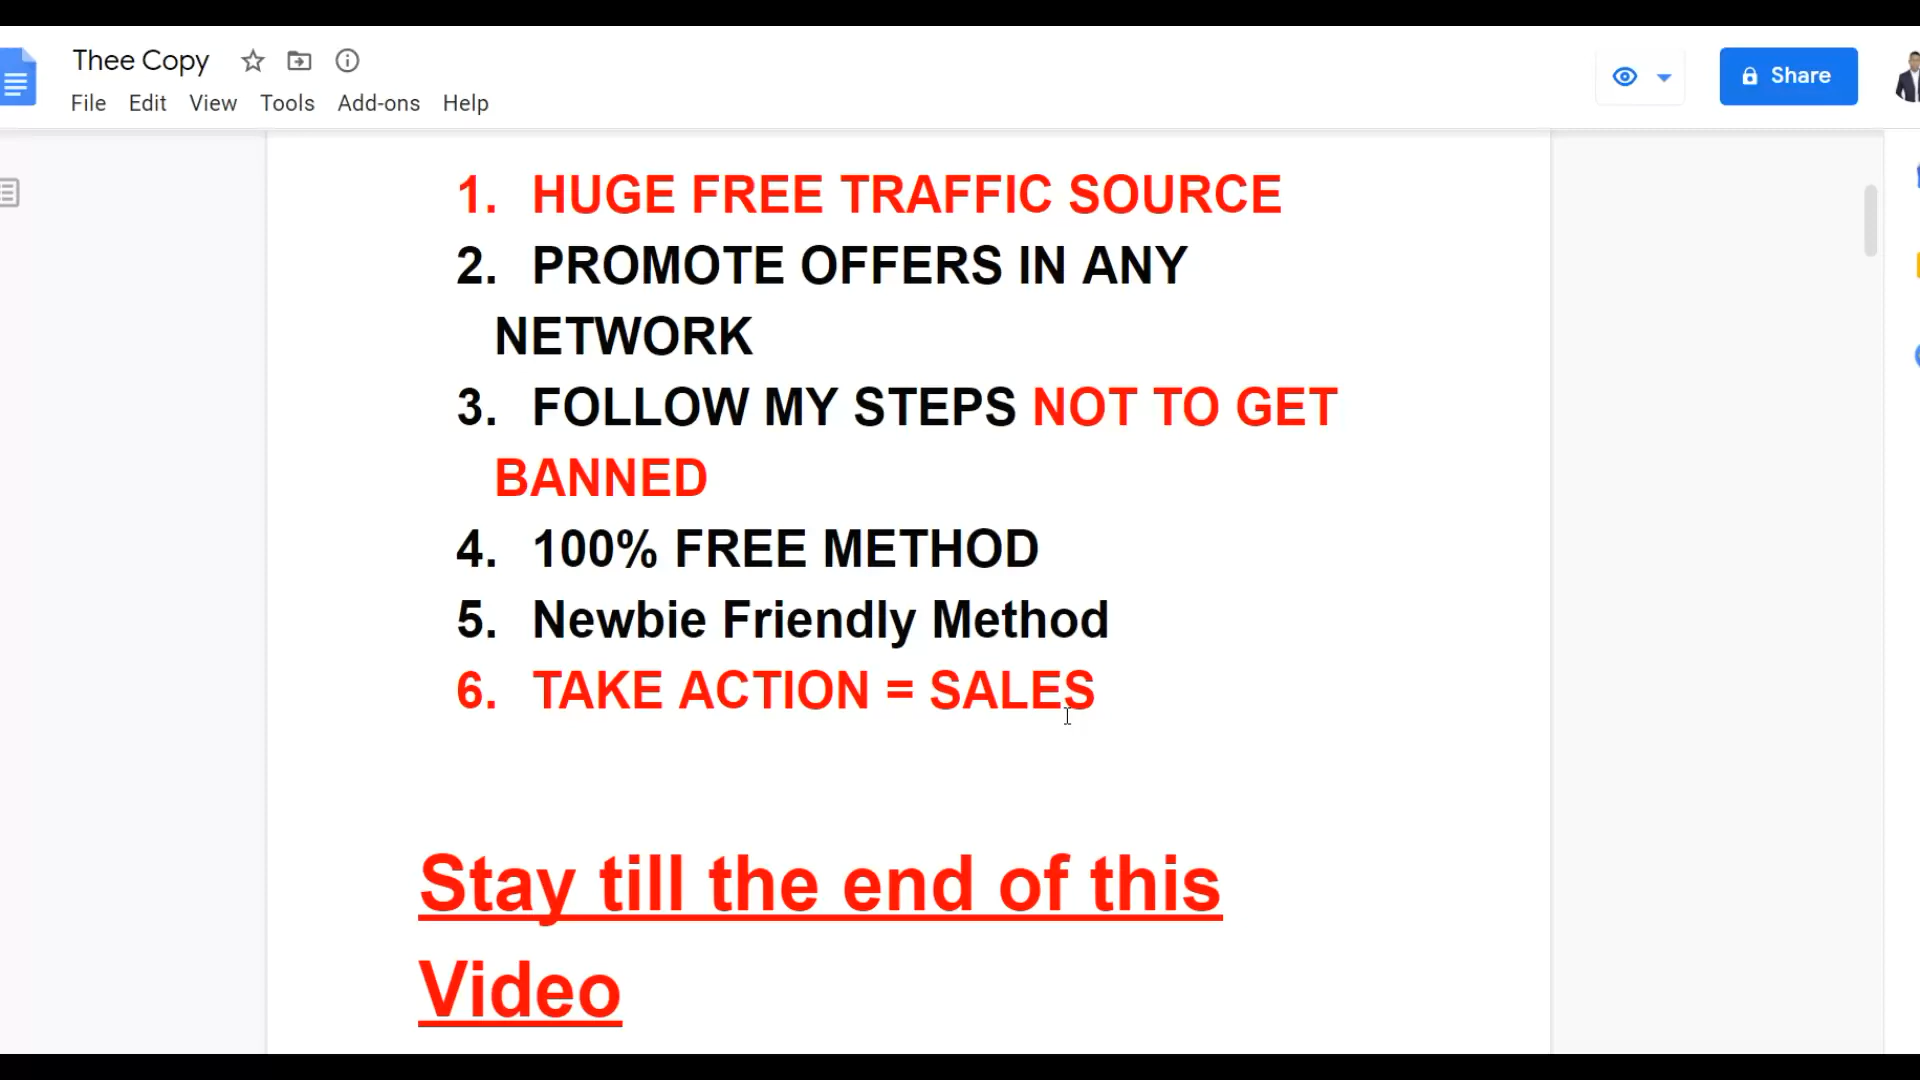 Thee Copy
File Edit View Tools Add-ons Help
Share
1. HUGE FREE TRAFFIC SOURCE
2. PROMOTE OFFERS IN ANY
NETWORK
3. FOLLOW MY STEPS NOT TO GET
BANNED
4. 100% FREE METHOD
5. Newbie Friendly Method
6. TAKE ACTION = SALES
Stay till the end of this
Video